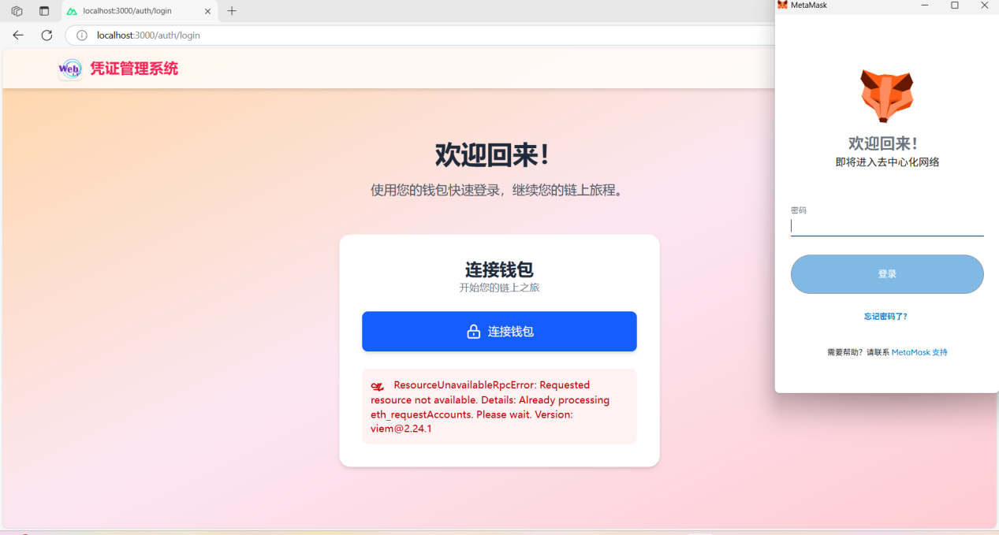 localhost:3000/auth/login
localhost:3000/auth/login
Web
凭证管理系统
欢迎回来！
使用您的钱包快速登录，继续您的链上旅程。
连接钱包
开始您的链上之旅
连接钱包
ResourceUnavailableRpcError: Requested
resource not available. Details: Already processing
eth_requestAccounts. Please wait. Version:
viem@2.24.1
MetaMask
欢迎回来！
即将进入去中心化网络
密码
登录
忘记密码了？
需要帮助？请联系 MetaMask 支持